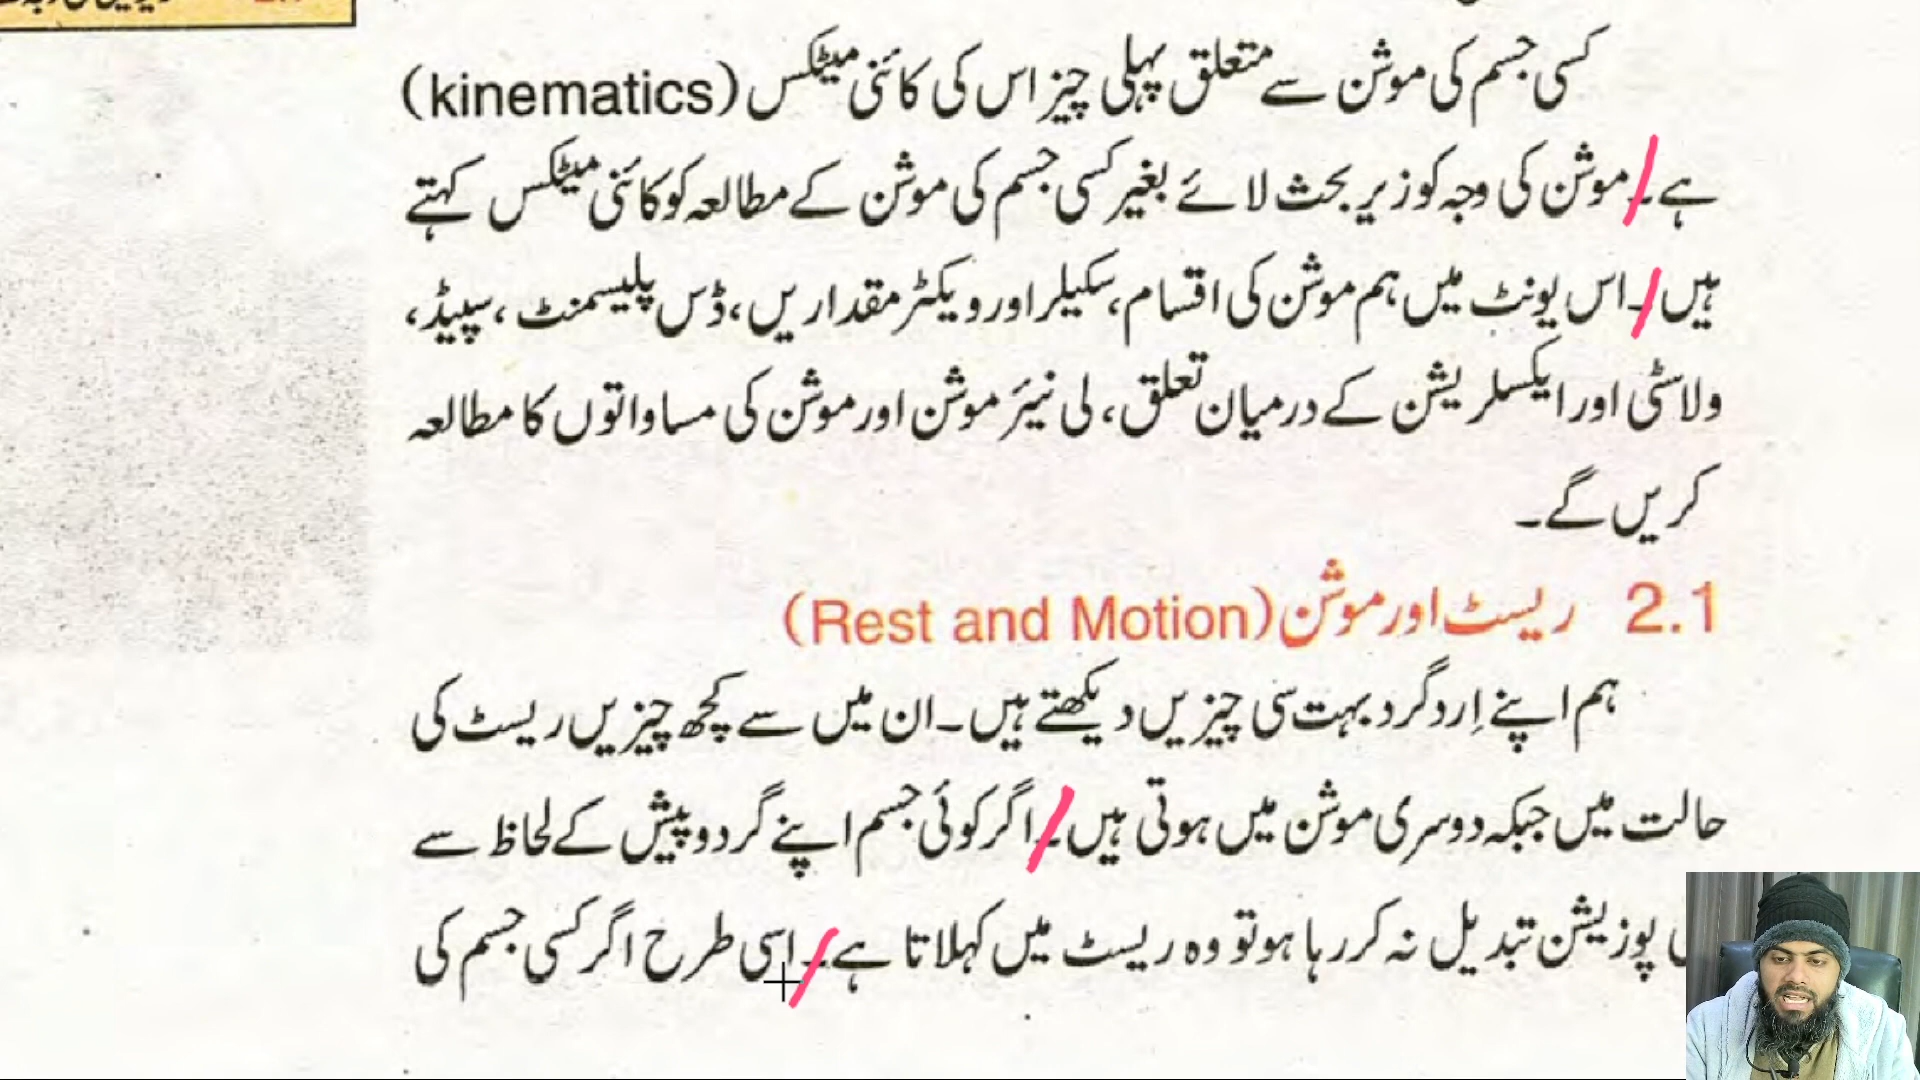 کسی جسم کی موشن سے متعلق پہلی چیز اس کی کائنی میٹکس (kinematics)
ہے۔ موشن کی وجہ کو زیر بحث لائے بغیر کسی جسم کی موشن کے مطالعہ کو کائنی میٹکس کہتے
ہیں۔ اس یونٹ میں ہم موشن کی اقسام، سکیلر اور ویکٹر مقداریں، ڈس پلیسمنٹ، سپیڈ،
ولاسٹی اور ایکسلریشن کے درمیان تعلق، لی نیئر موشن اور موشن کی مساواتوں کا مطالعہ
کریں گے۔
2.1 ریسٹ اور موشن (Rest and Motion)
ہم اپنے اِردگرد بہت سی چیزیں دیکھتے ہیں۔ ان میں سے کچھ چیزیں ریسٹ کی
حالت میں جبکہ دوسری موشن میں ہوتی ہیں۔ اگر کوئی جسم اپنے گردوپیش کے لحاظ سے
پوزیشن تبدیل نہ کر رہا ہو تو وہ ریسٹ میں کہلاتا ہے۔ اسی طرح اگر کسی جسم کی